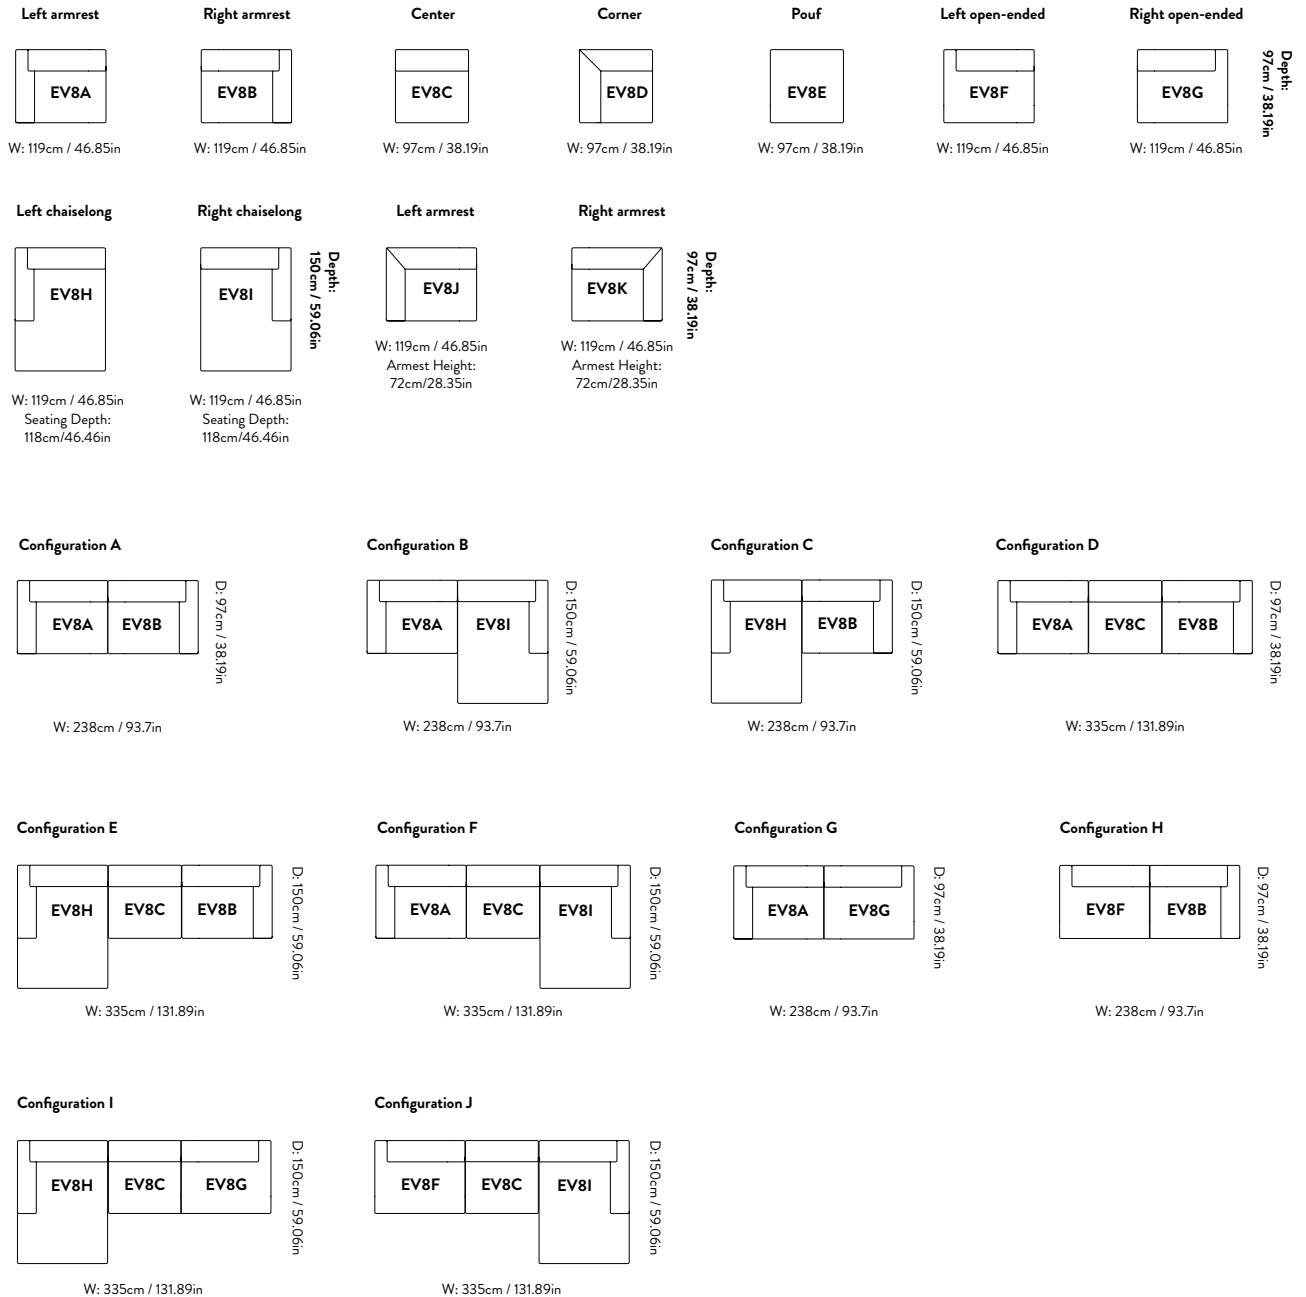 Left armrest
Right armrest
Center
Corner
Pouf
Left open-ended
Right open-ended
EV8A
EV8B
EV8C
EV8D
EV8E
EV8F
EV8G
Depth:
97cm / 38.19in
W: 119cm / 46.85in
W: 119cm / 46.85in
W: 97cm / 38.19in
W: 97cm / 38.19in
W: 97cm / 38.19in
W: 119cm / 46.85in
W: 119cm / 46.85in
Left chaiselong
Right chaiselong
Left armrest
Right armrest
EV8H
EV8I
Depth:
150cm / 59.06in
EV8J
EV8K
Depth:
97cm / 38.19in
W: 119cm / 46.85in
Seating Depth:
118cm/46.46in
W: 119cm / 46.85in
Seating Depth:
118cm/46.46in
W: 119cm / 46.85in
Armest Height:
72cm/28.35in
W: 119cm / 46.85in
Armest Height:
72cm/28.35in
Configuration A
EV8A
EV8B
D: 97cm / 38.19in
W: 238cm / 93.7in
Configuration B
EV8A
EV8I
D: 150cm / 59.06in
W: 238cm / 93.7in
Configuration C
EV8H
EV8B
D: 150cm / 59.06in
W: 238cm / 93.7in
Configuration D
EV8A
EV8C
EV8B
D: 97cm / 38.19in
W: 335cm / 131.89in
Configuration E
EV8H
EV8C
EV8B
D: 150cm / 59.06in
W: 335cm / 131.89in
Configuration F
EV8A
EV8C
EV8I
D: 150cm / 59.06in
W: 335cm / 131.89in
Configuration G
EV8A
EV8G
D: 97cm / 38.19in
W: 238cm / 93.7in
Configuration H
EV8F
EV8B
D: 97cm / 38.19in
W: 238cm / 93.7in
Configuration I
EV8H
EV8C
EV8G
D: 150cm / 59.06in
W: 335cm / 131.89in
Configuration J
EV8F
EV8C
EV8I
D: 150cm / 59.06in
W: 335cm / 131.89in